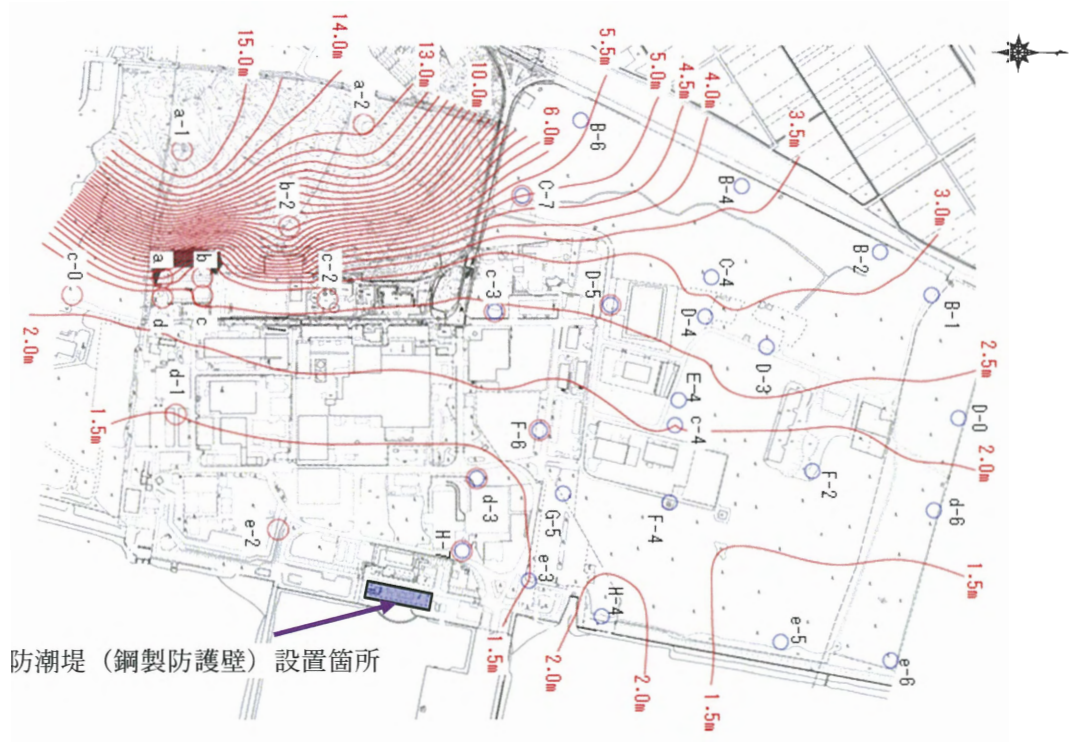 15.0m
14.0m
13.0m
10.0m
6.0m
5.5m
5.0m
4.5m
4.0m
3.5m
3.0m
2.5m
2.0m
1.5m
a-1
a-2
b-2
B-6
C-7
B-4
B-2
B-1
c-0
a
b
c
d
c-2
c-3
D-5
C-4
D-4
D-3
D-0
2.0m
d-1
1.5m
E-4
c-4
F-6
F-2
d-6
d-3
G-5
F-4
e-2
e-3
H-4
e-5
e-6
1.5m
2.0m
2.0m
1.5m
防潮堤（鋼製防護壁）設置箇所